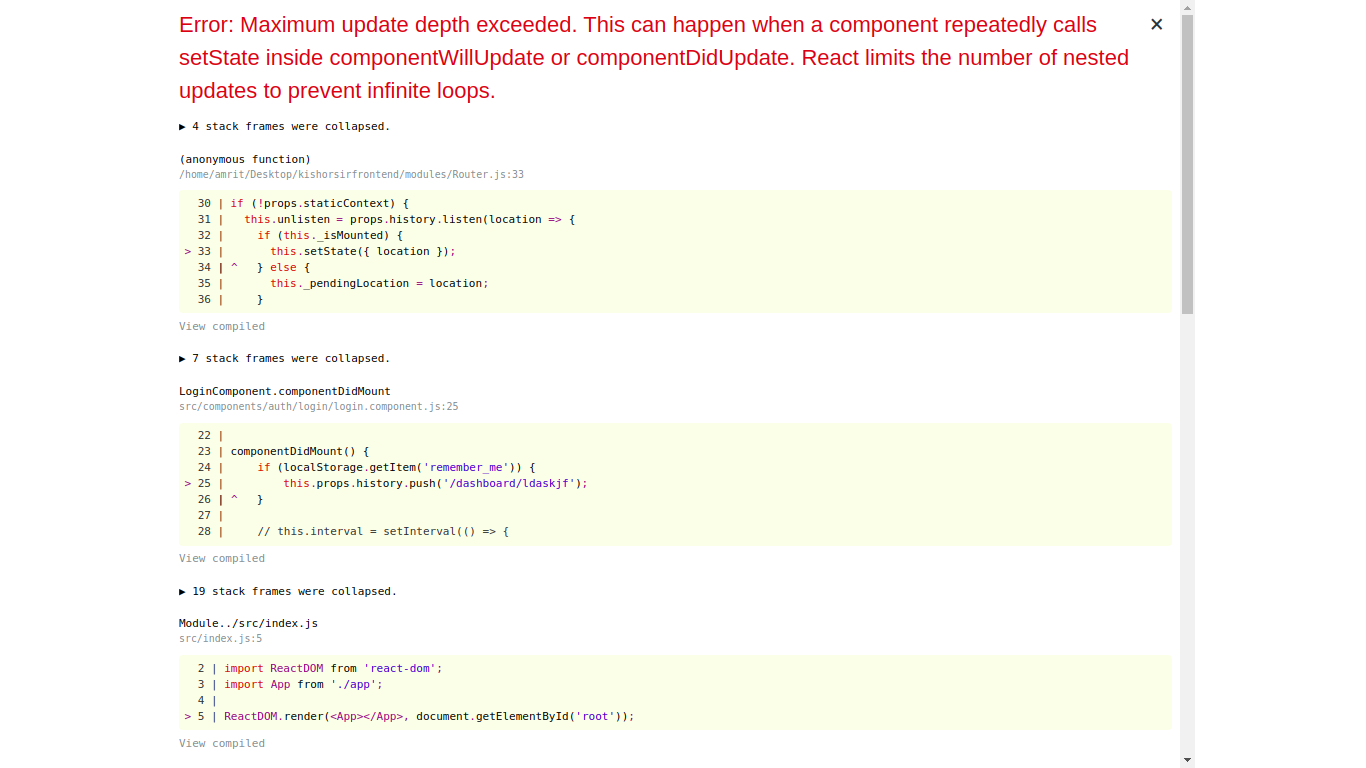 Error: Maximum update depth exceeded. This can happen when a component repeatedly calls
setState inside componentWillUpdate or componentDidUpdate. React limits the number of nested
updates to prevent infinite loops.
×
▶ 4 stack frames were collapsed.
(anonymous function)
/home/amrit/Desktop/kishorsirfrontend/modules/Router.js:33
  30 | if (!props.staticContext) {
  31 |   this.unlisten = props.history.listen(location => {
  32 |     if (this._isMounted) {
> 33 |       this.setState({ location });
  34 | ^   } else {
  35 |       this._pendingLocation = location;
  36 |     }
View compiled
▶ 7 stack frames were collapsed.
LoginComponent.componentDidMount
src/components/auth/login/login.component.js:25
  22 |
  23 | componentDidMount() {
  24 |     if (localStorage.getItem('remember_me')) {
> 25 |         this.props.history.push('/dashboard/ldaskjf');
  26 | ^   }
  27 |
  28 |     // this.interval = setInterval(() => {
View compiled
▶ 19 stack frames were collapsed.
Module../src/index.js
src/index.js:5
  2 | import ReactDOM from 'react-dom';
  3 | import App from './app';
  4 |
> 5 | ReactDOM.render(<App></App>, document.getElementById('root'));
View compiled